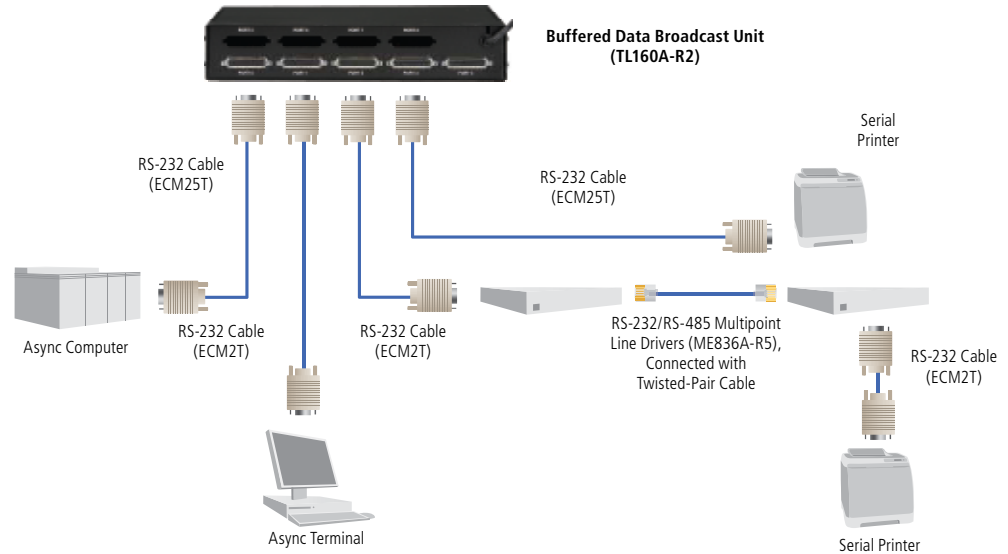 Buffered Data Broadcast Unit
(TL160A-R2)
Serial
Printer
RS-232 Cable
(ECM25T)
RS-232 Cable
(ECM25T)
Async Computer
RS-232 Cable
(ECM2T)
RS-232 Cable
(ECM2T)
RS-232/RS-485 Multipoint
Line Drivers (ME836A-R5),
Connected with
Twisted-Pair Cable
RS-232 Cable
(ECM2T)
Async Terminal
Serial Printer